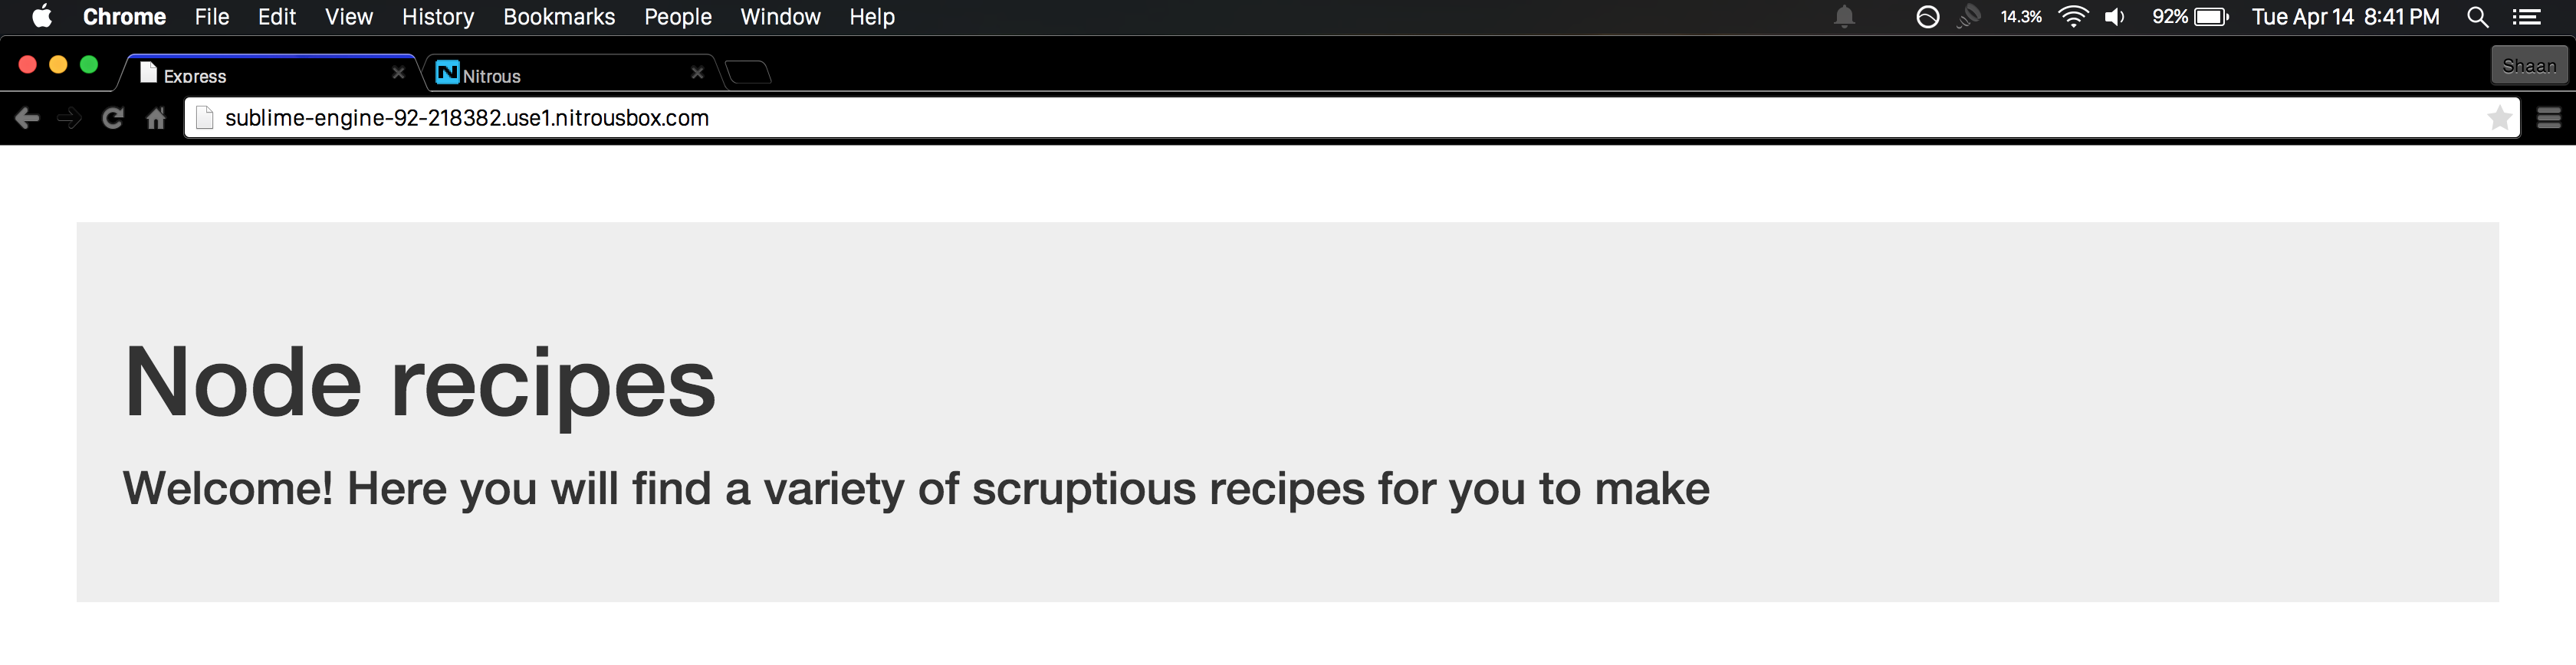 Chrome File Edit View History Bookmarks People Window Help 14.3% 92% Tue Apr 14 8:41 PM
Express Nitrous Shaan
sublime-engine-92-218382.use1.nitrousbox.com
Node recipes
Welcome! Here you will find a variety of scruptious recipes for you to make